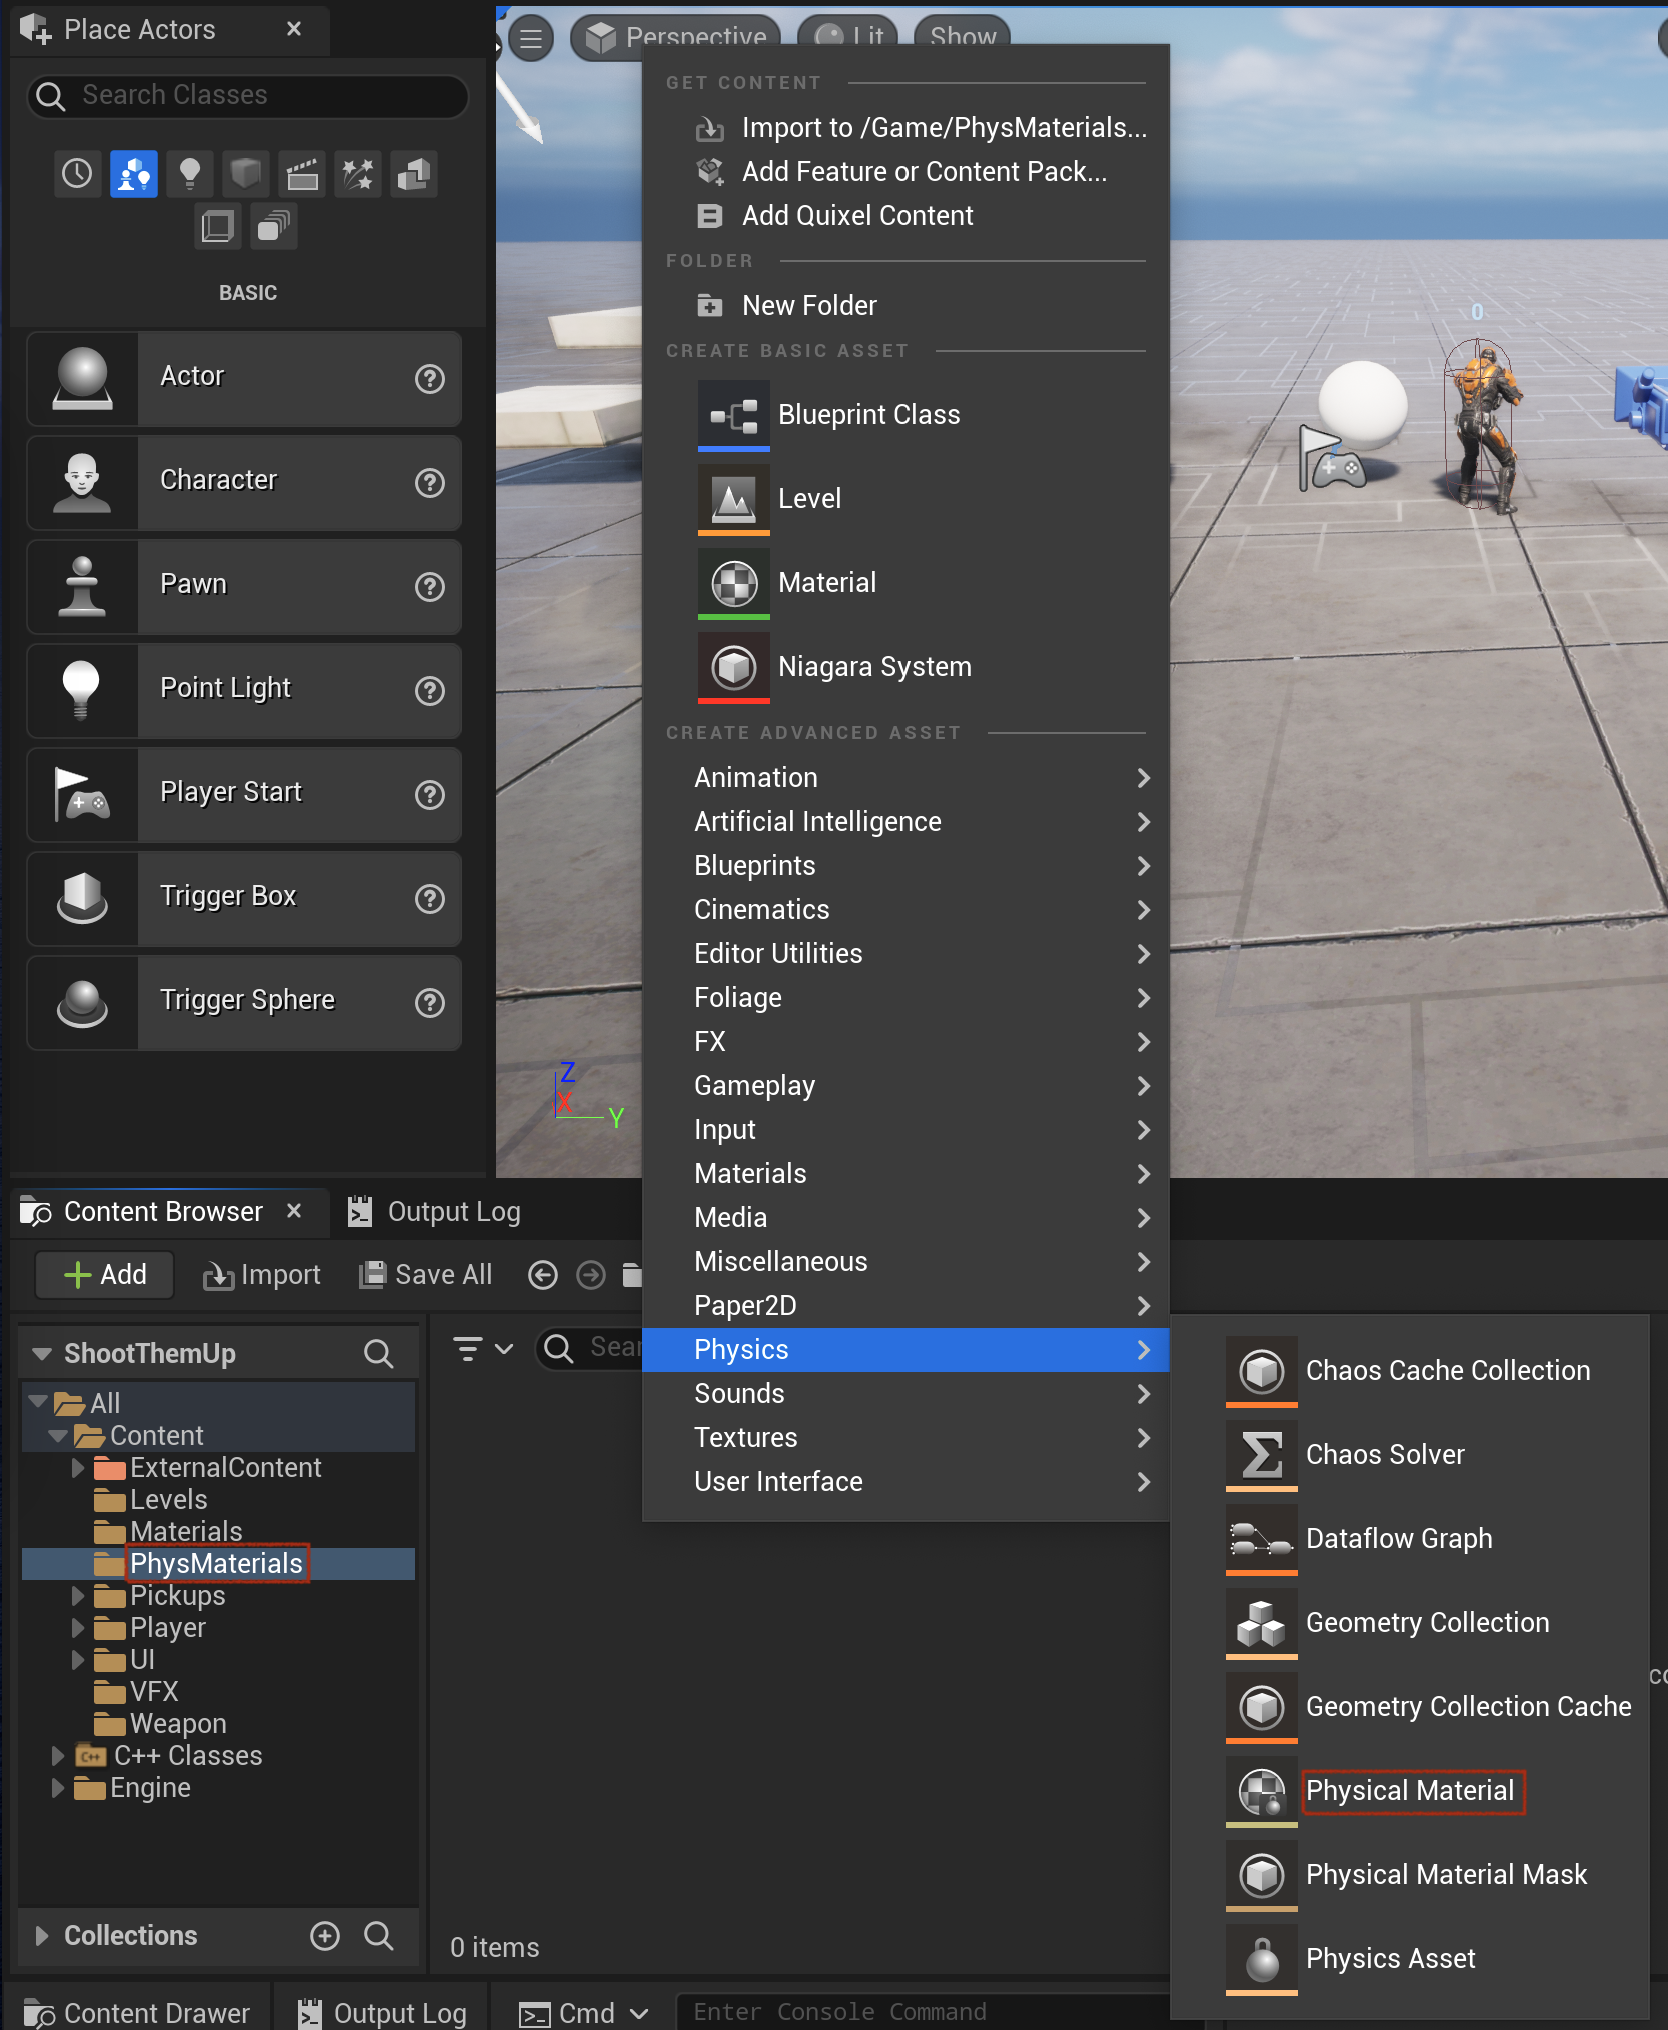 Place Actors
Search Classes
BASIC
Actor
Character
Pawn
Point Light
Player Start
Trigger Box
Trigger Sphere
Perspective
Lit
Show
GET CONTENT
Import to /Game/PhysMaterials...
Add Feature or Content Pack...
Add Quixel Content
FOLDER
New Folder
CREATE BASIC ASSET
Blueprint Class
Level
Material
Niagara System
CREATE ADVANCED ASSET
Animation
Artificial Intelligence
Blueprints
Cinematics
Editor Utilities
Foliage
FX
Gameplay
Input
Materials
Media
Miscellaneous
Paper2D
Physics
Sounds
Textures
User Interface
0
Z
X
Y
Content Browser
Output Log
Add
Import
Save All
ShootThemUp
All
Content
ExternalContent
Levels
Materials
PhysMaterials
Pickups
Player
UI
VFX
Weapon
C++ Classes
Engine
Collections
Sear
0 items
Chaos Cache Collection
Chaos Solver
Dataflow Graph
Geometry Collection
Geometry Collection Cache
Physical Material
Physical Material Mask
Physics Asset
Content Drawer
Output Log
Cmd
Enter Console Command